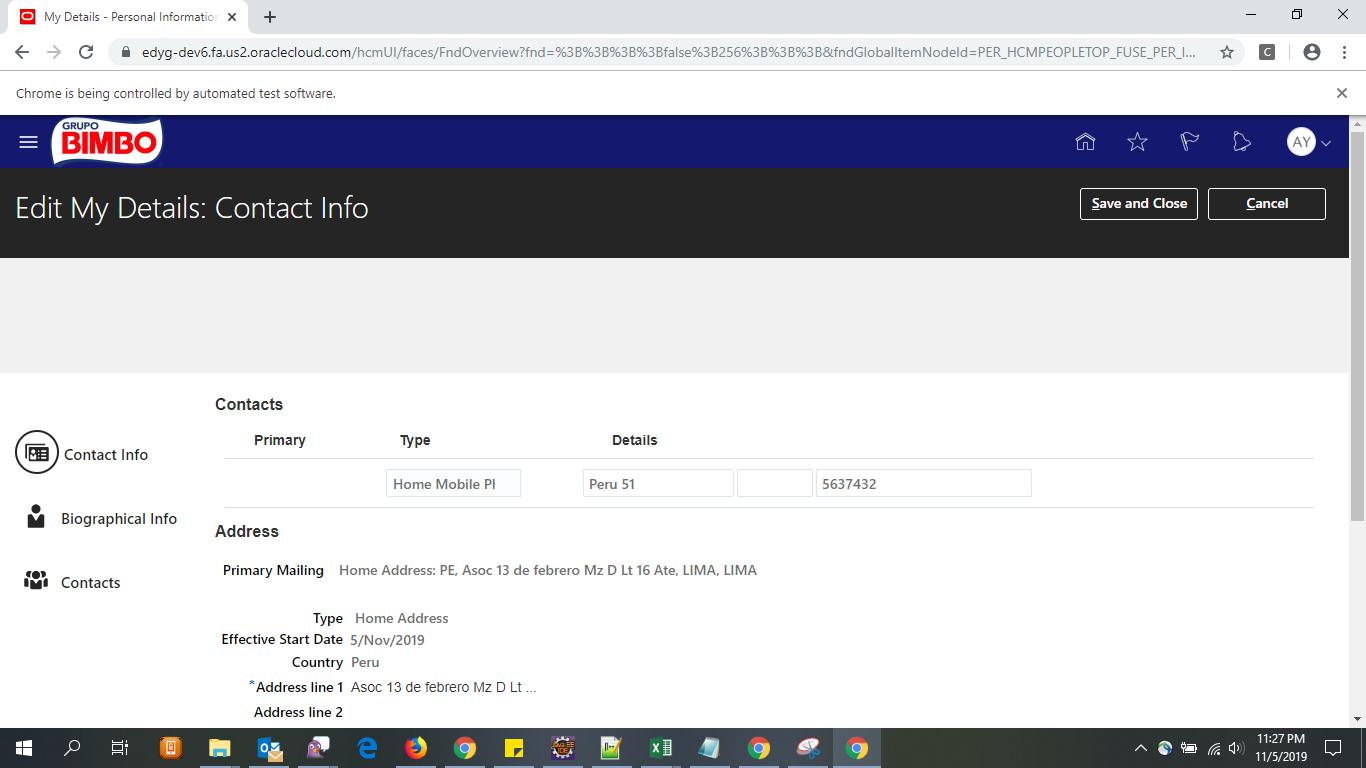 My Details - Personal Information
edyg-dev6.fa.us2.oraclecloud.com/hcmUI/faces/FndOverview?fnd=%3B%3B%3B%3Bfalse%3B256%3B%3B%3B&fndGlobalItemNodeId=PER_HCMPEOPLETOP_FUSE_PER_I...
C
Chrome is being controlled by automated test software.
GRUPO
BIMBO
AY
Edit My Details: Contact Info
Save and Close
Cancel
Contacts
Primary Type Details
Contact Info
Home Mobile Pl Peru 51 5637432
Biographical Info
Address
Primary Mailing Home Address: PE, Asoc 13 de febrero Mz D Lt 16 Ate, LIMA, LIMA
Contacts
Type Home Address
Effective Start Date 5/Nov/2019
Country Peru
*Address line 1 Asoc 13 de febrero Mz D Lt ...
Address line 2
11:27 PM
11/5/2019